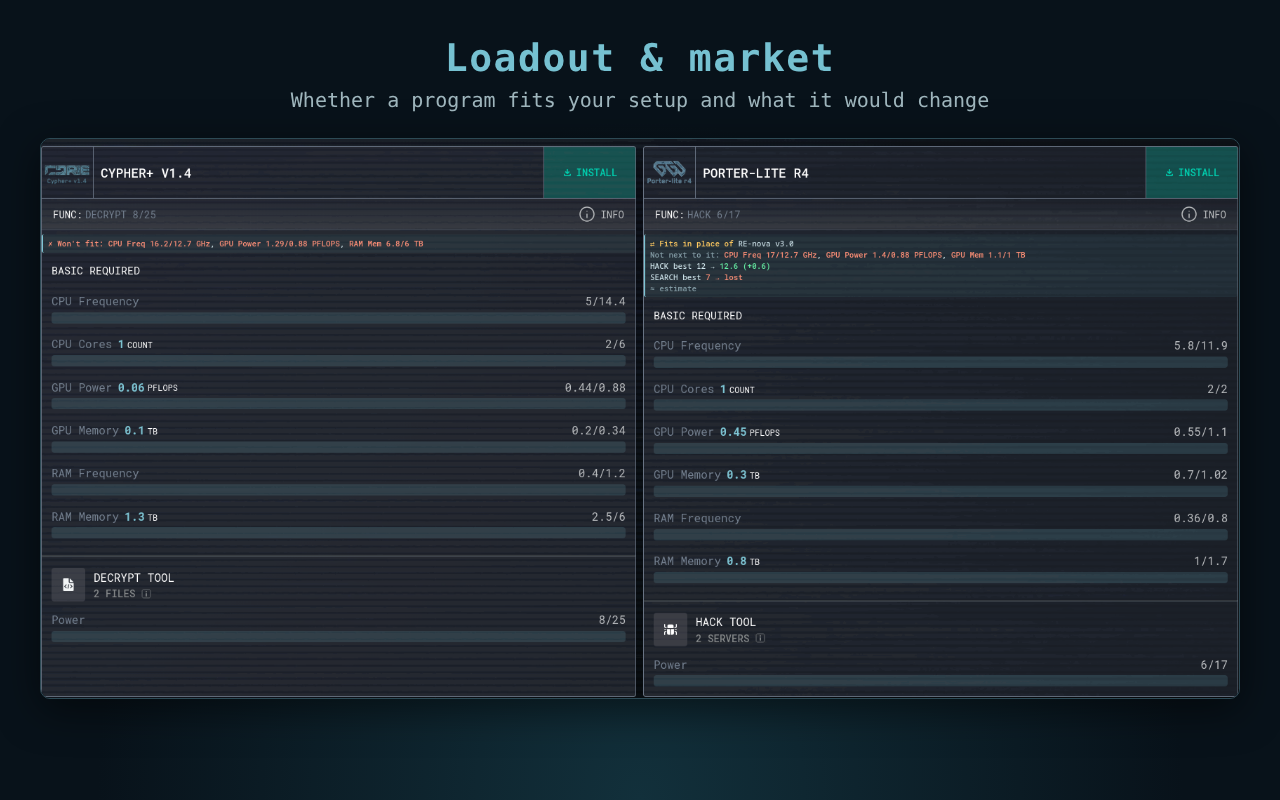 Loadout & market
Whether a program fits your setup and what it would change
CORE
Cypher+ v1.4
CYPHER+ V1.4
INSTALL
FUNC: DECRYPT 8/25
INFO
✗ Won't fit: CPU Freq 16.2/12.7 GHz, GPU Power 1.29/0.88 PFLOPS, RAM Mem 6.8/6 TB
BASIC REQUIRED
CPU Frequency 5/14.4
CPU Cores 1 COUNT 2/6
GPU Power 0.06 PFLOPS 0.44/0.88
GPU Memory 0.1 TB 0.2/0.34
RAM Frequency 0.4/1.2
RAM Memory 1.3 TB 2.5/6
DECRYPT TOOL
2 FILES
Power 8/25
Porter-lite r4
PORTER-LITE R4
INSTALL
FUNC: HACK 6/17
INFO
⇄ Fits in place of RE-nova v3.0
Not next to it: CPU Freq 17/12.7 GHz, GPU Power 1.4/0.88 PFLOPS, GPU Mem 1.1/1 TB
HACK best 12 → 12.6 (+0.6)
SEARCH best 7 → lost
≈ estimate
BASIC REQUIRED
CPU Frequency 5.8/11.9
CPU Cores 1 COUNT 2/2
GPU Power 0.45 PFLOPS 0.55/1.1
GPU Memory 0.3 TB 0.7/1.02
RAM Frequency 0.36/0.8
RAM Memory 0.8 TB 1/1.7
HACK TOOL
2 SERVERS
Power 6/17